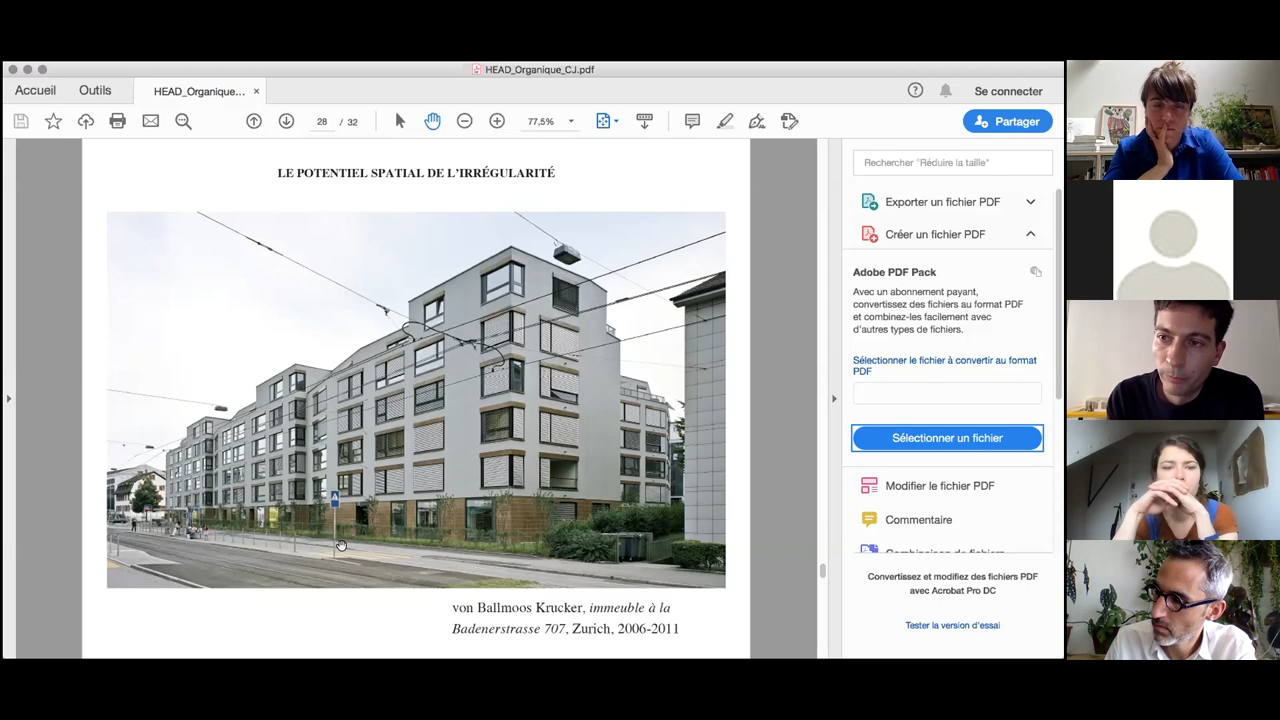 HEAD_Organique_CJ.pdf
Accueil
Outils
HEAD_Organique...
×
?
Se connecter
28 / 32
77,5%
Partager
LE POTENTIEL SPATIAL DE L'IRRÉGULARITÉ
von Ballmoos Krucker, immeuble à la
Badenerstrasse 707, Zurich, 2006-2011
Rechercher "Réduire la taille"
Exporter un fichier PDF
Créer un fichier PDF
Adobe PDF Pack
Avec un abonnement payant,
convertissez des fichiers au format PDF
et combinez-les facilement avec
d'autres types de fichiers.
Sélectionner le fichier à convertir au format
PDF
Sélectionner un fichier
Modifier le fichier PDF
Commentaire
Combinaison de fichiers
Convertissez et modifiez des fichiers PDF
avec Acrobat Pro DC
Tester la version d'essai